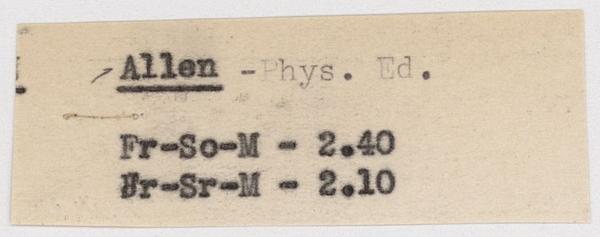 Allen - Phys. Ed.
Fr-So-M - 2.40
Jr-Sr-M - 2.10